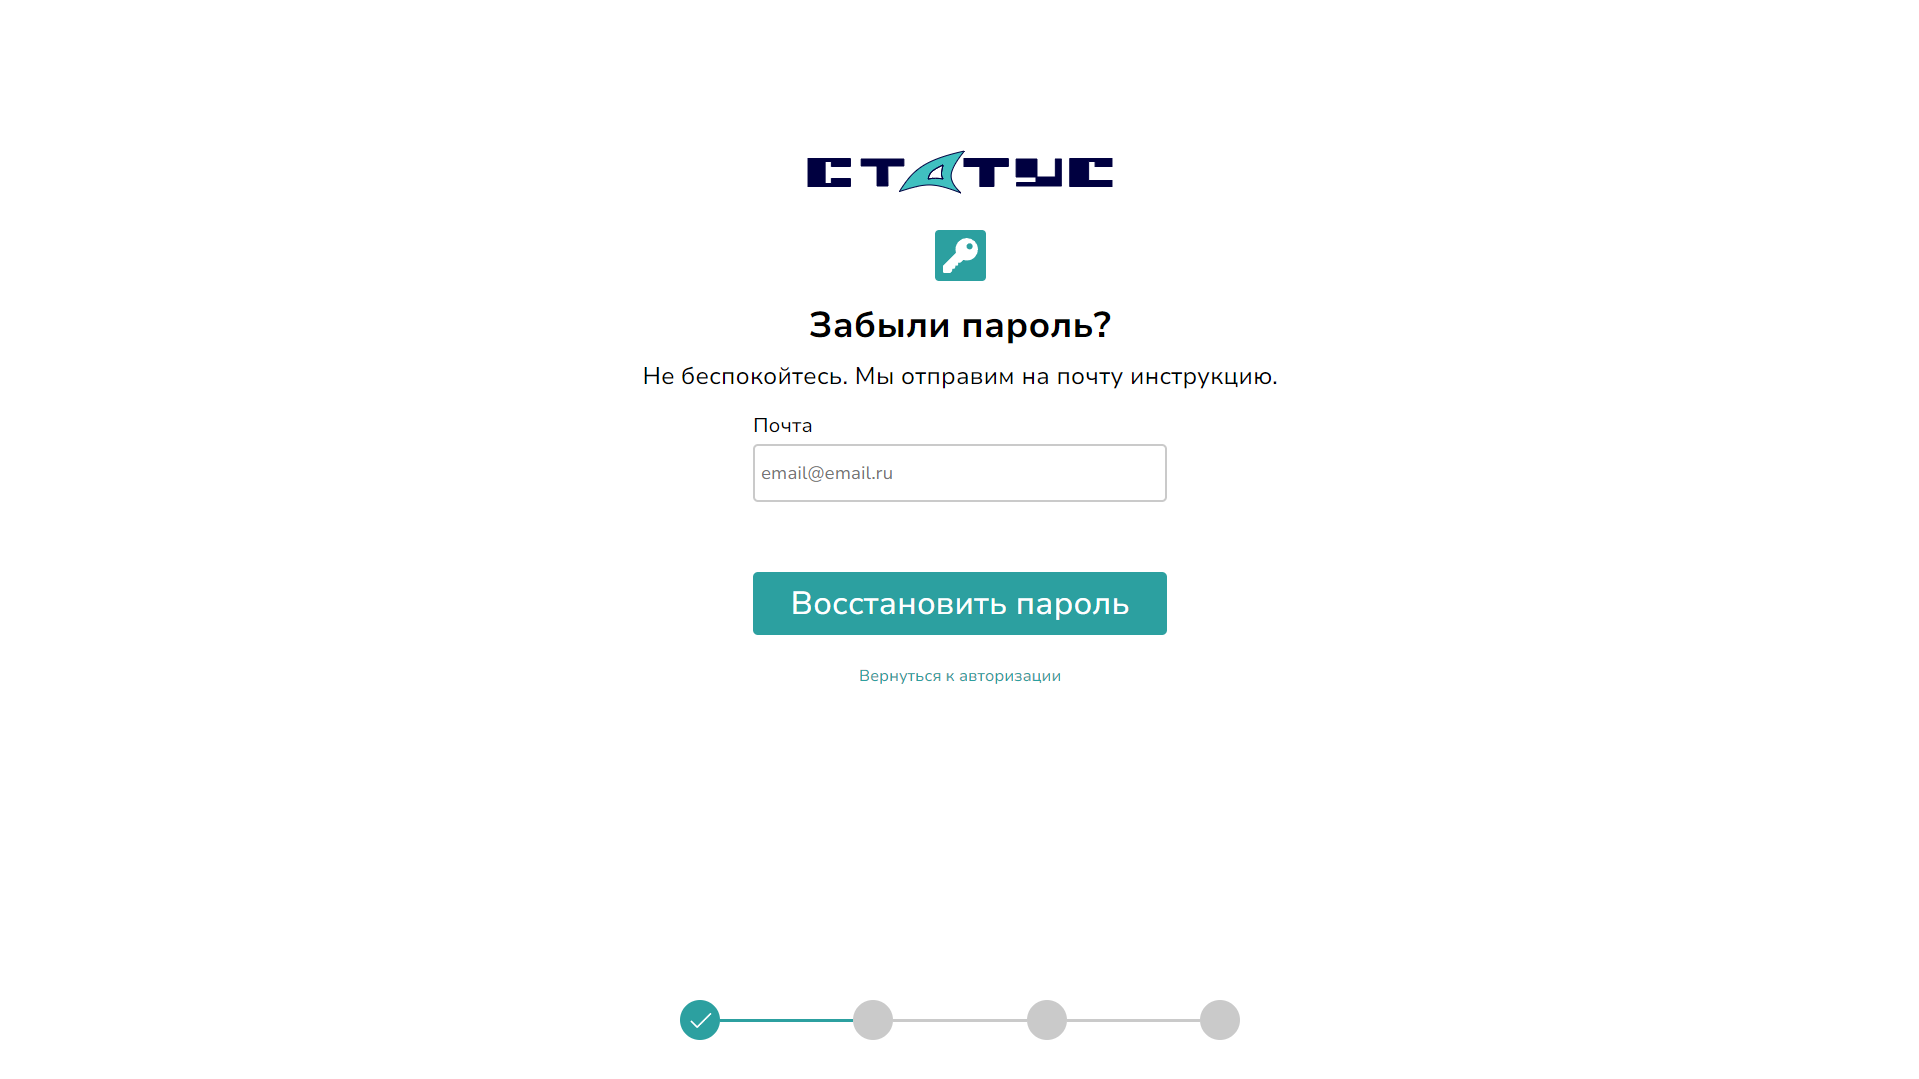 СТАТУС
Забыли пароль?
Не беспокойтесь. Мы отправим на почту инструкцию.
Почта
email@email.ru
Восстановить пароль
Вернуться к авторизации